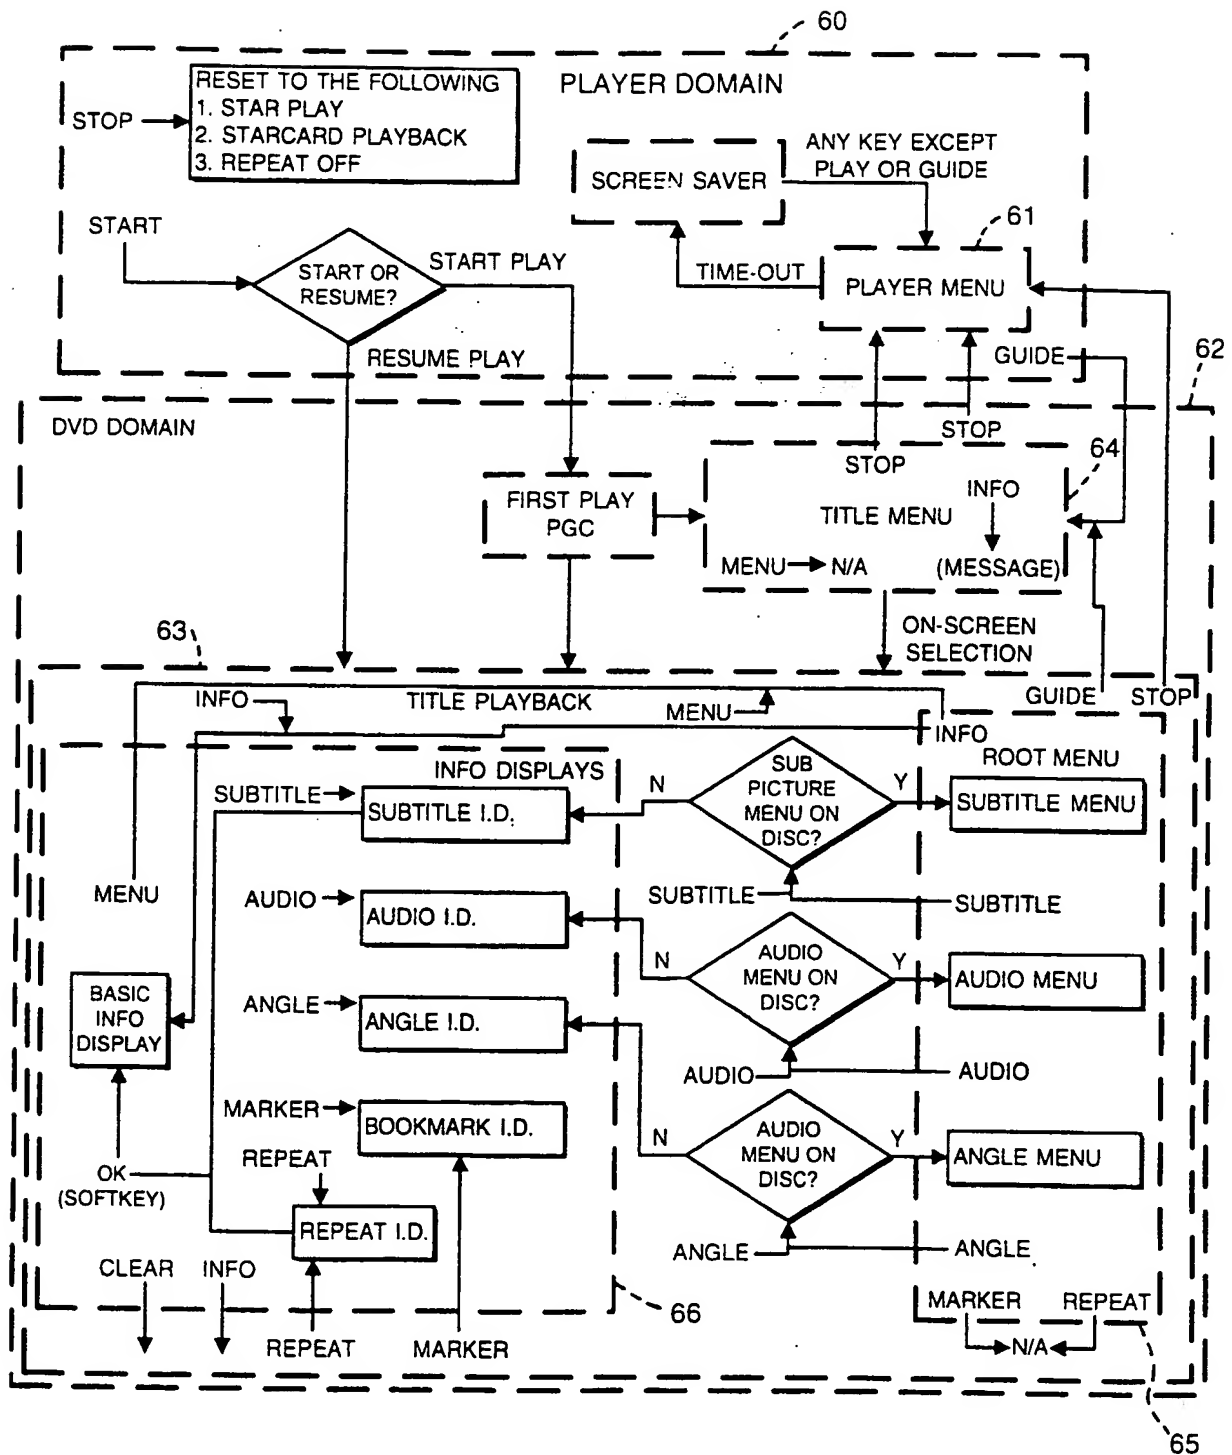 60
PLAYER DOMAIN
STOP
RESET TO THE FOLLOWING
1. STAR PLAY
2. STARCARD PLAYBACK
3. REPEAT OFF
SCREEN SAVER
ANY KEY EXCEPT
PLAY OR GUIDE
61
START
START OR
RESUME?
START PLAY
TIME-OUT
PLAYER MENU
RESUME PLAY
GUIDE
62
DVD DOMAIN
STOP
STOP
64
FIRST PLAY
PGC
INFO
TITLE MENU
MENU
N/A
(MESSAGE)
63
ON-SCREEN
SELECTION
INFO
TITLE PLAYBACK
MENU
GUIDE
STOP
INFO
INFO DISPLAYS
ROOT MENU
SUBTITLE
SUBTITLE I.D.
N
SUB
PICTURE
MENU ON
DISC?
Y
SUBTITLE MENU
MENU
SUBTITLE
SUBTITLE
AUDIO
AUDIO I.D.
N
AUDIO
MENU ON
DISC?
Y
AUDIO MENU
BASIC
INFO
DISPLAY
ANGLE
ANGLE I.D.
AUDIO
AUDIO
MARKER
BOOKMARK I.D.
N
AUDIO
MENU ON
DISC?
Y
ANGLE MENU
OK
(SOFTKEY)
REPEAT
REPEAT I.D.
ANGLE
ANGLE
CLEAR
INFO
66
MARKER
REPEAT
REPEAT
MARKER
N/A
65